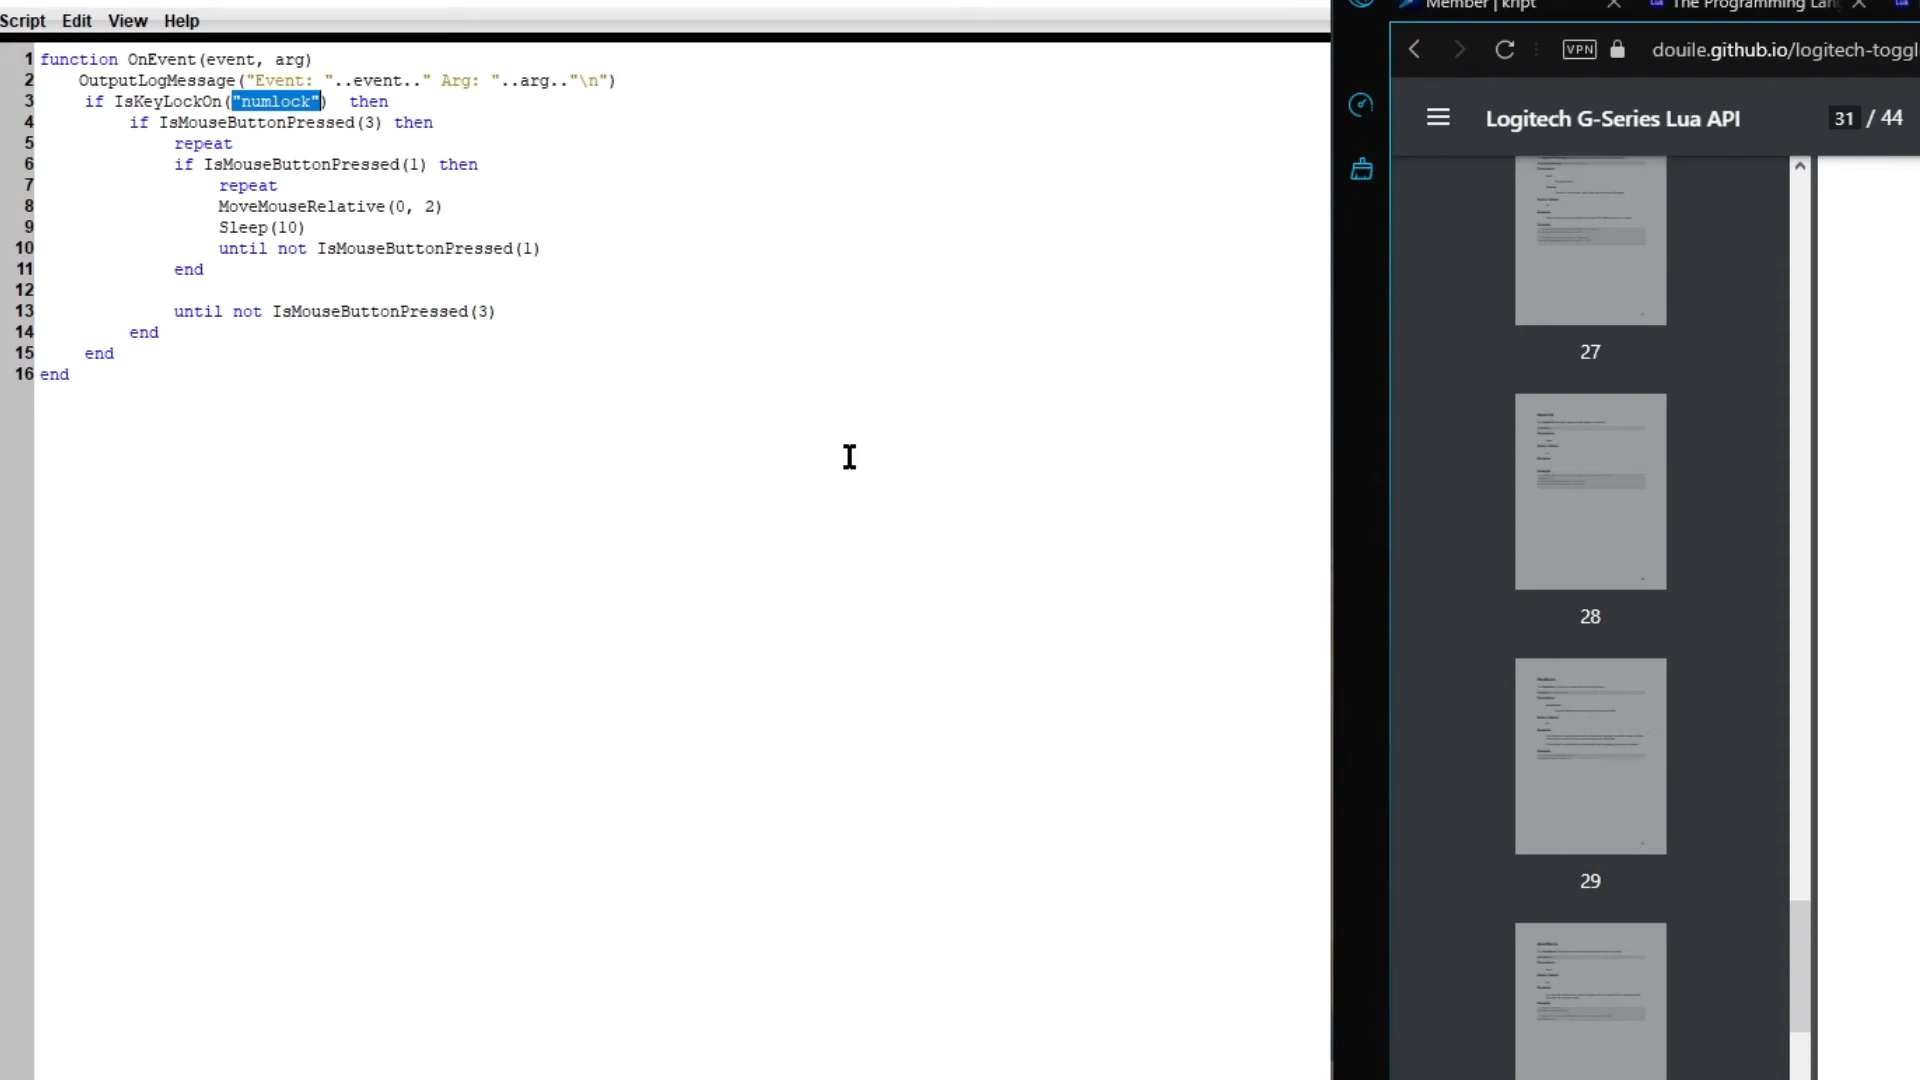 Script Edit View Help
1 function OnEvent(event, arg)
2 OutputLogMessage("Event: "..event.." Arg: "..arg.."\n")
3 if IsKeyLockOn("numlock") then
4 if IsMouseButtonPressed(3) then
5 repeat
6 if IsMouseButtonPressed(1) then
7 repeat
8 MoveMouseRelative(0, 2)
9 Sleep(10)
10 until not IsMouseButtonPressed(1)
11 end
12
13 until not IsMouseButtonPressed(3)
14 end
15 end
16 end
Member | kript
The Programming Lan
VPN douile.github.io/logitech-toggl
Logitech G-Series Lua API 31 / 44
27
28
29